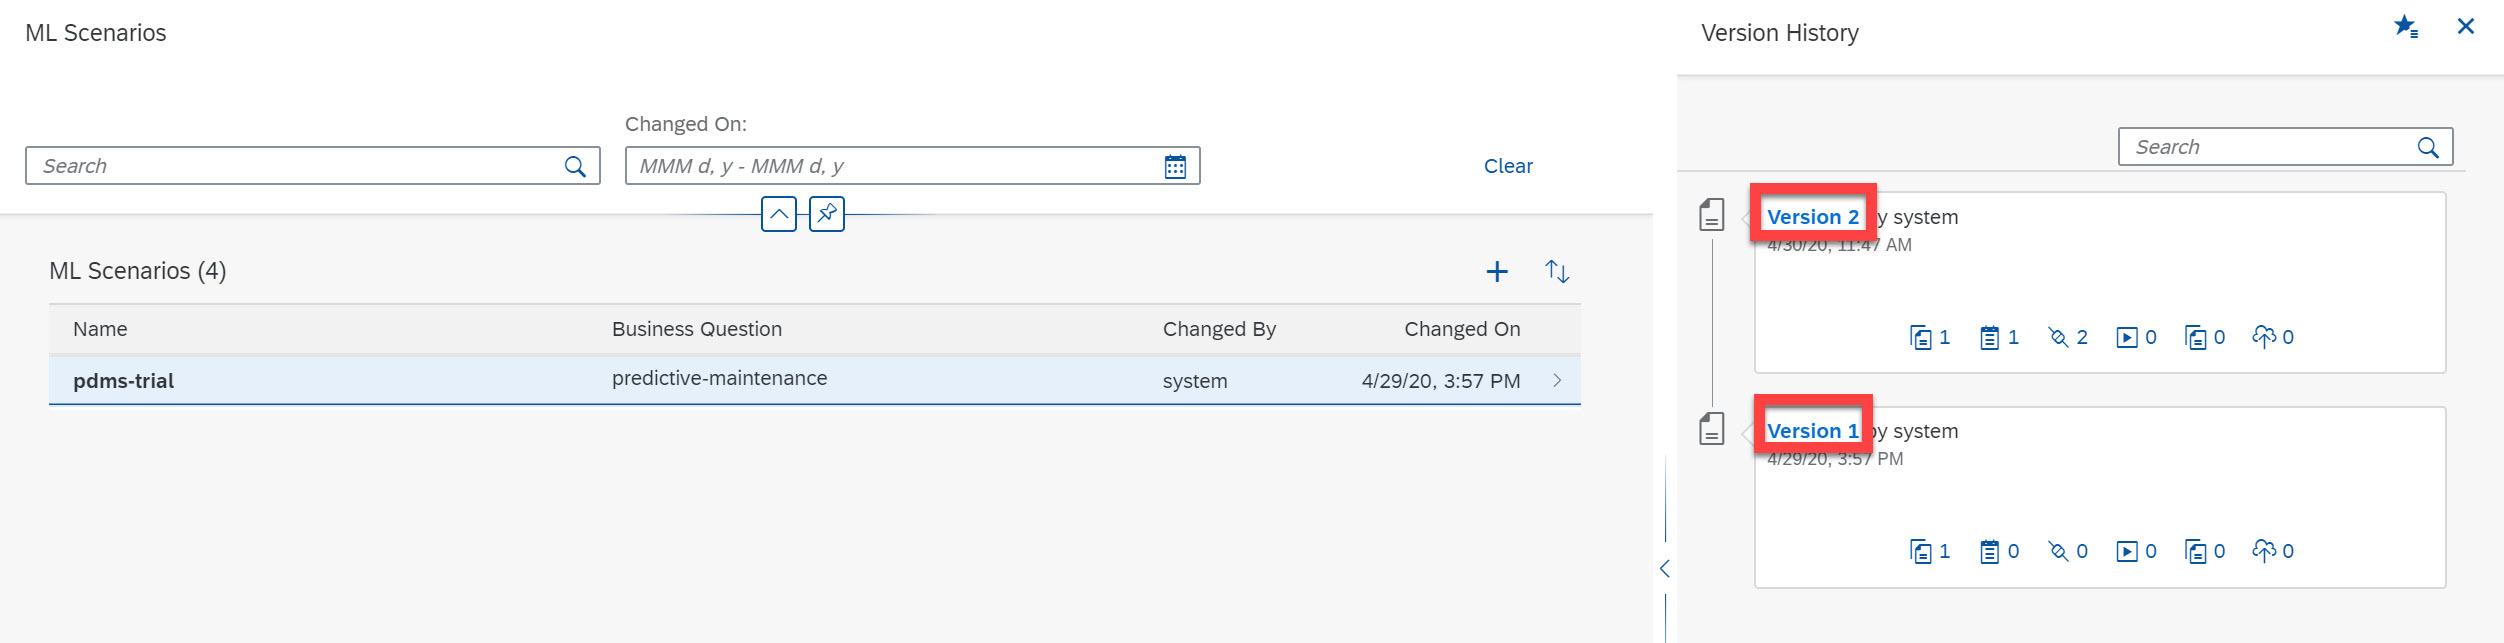 ML Scenarios
Changed On:
Search
MMM d, y - MMM d, y
Clear
ML Scenarios (4)
Name Business Question Changed By Changed On
pdms-trial predictive-maintenance system 4/29/20, 3:57 PM
Version History
Search
Version 2 by system
4/30/20, 11:47 AM
1 1 2 0 0 0
Version 1 by system
4/29/20, 3:57 PM
1 0 0 0 0 0